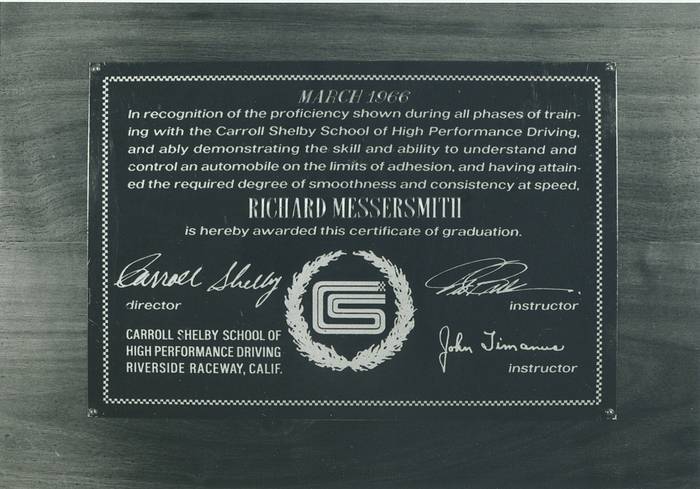 MARCH 1966
In recognition of the proficiency shown during all phases of train-
ing with the Carroll Shelby School of High Performance Driving,
and ably demonstrating the skill and ability to understand and
control an automobile on the limits of adhesion, and having attain-
ed the required degree of smoothness and consistency at speed,
RICHARD MESSERSMITH
is hereby awarded this certificate of graduation.
Carroll Shelby
director
CARROLL SHELBY SCHOOL OF
HIGH PERFORMANCE DRIVING
RIVERSIDE RACEWAY, CALIF.
CS
instructor
John Timanus
instructor